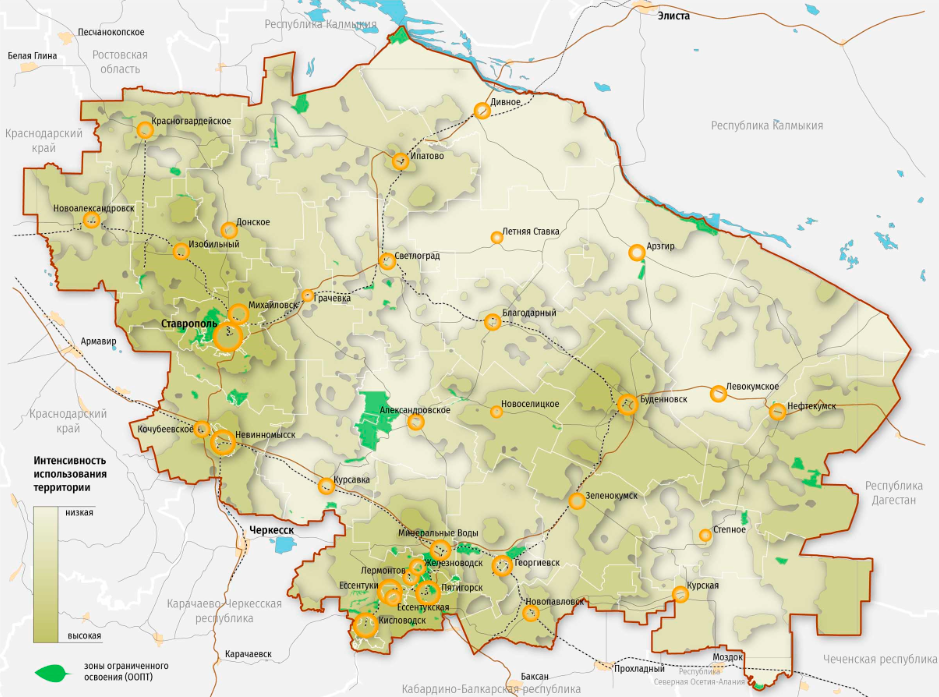 Республика Калмыкия
Элиста
Песчанокопское
Белая Глина
Ростовская
область
Дивное
Красногвардейское
Краснодарский
край
Республика Калмыкия
Ипатово
Новоалександровск
Донское
Летняя Ставка
Изобильный
Арзгир
Светлоград
Михайловск
Грачевка
Ставрополь
Благодарный
Армавир
Левокумское
Буденновск
Нефтекумск
Краснодарский
край
Александровское
Новоселицкое
Кочубеевское
Невинномысск
Интенсивность
использования
территории
низкая
высокая
Курсавка
Зеленокумск
Республика
Дагестан
Черкесск
Минеральные Воды
Степное
Железноводск
Лермонтов
Георгиевск
Ессентуки
Пятигорск
Курская
Ессентукская
Новопавловск
Карачаево-Черкесская
республика
Кисловодск
Карачаевск
Моздок
Чеченская республика
Прохладный
Республика
Северная Осетия-Алания
Баксан
Кабардино-Балкарская республика
зоны ограниченного
освоения (ООПТ)